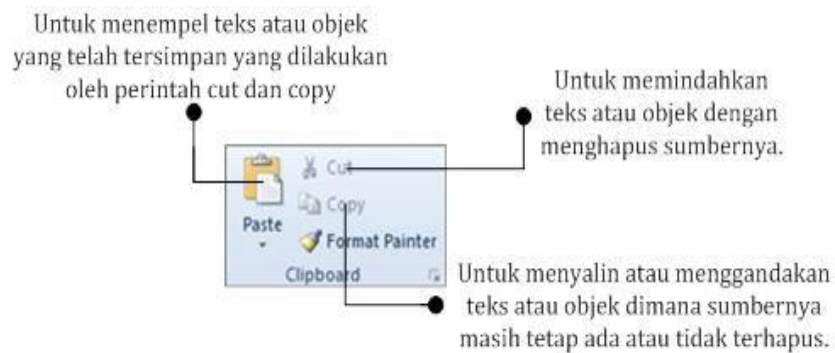 Untuk menempel teks atau objek
yang telah tersimpan yang dilakukan
oleh perintah cut dan copy
Untuk memindahkan
teks atau objek dengan
menghapus sumbernya.
Cut
Copy
Paste
Format Painter
Clipboard
Untuk menyalin atau menggandakan
teks atau objek dimana sumbernya
masih tetap ada atau tidak terhapus.